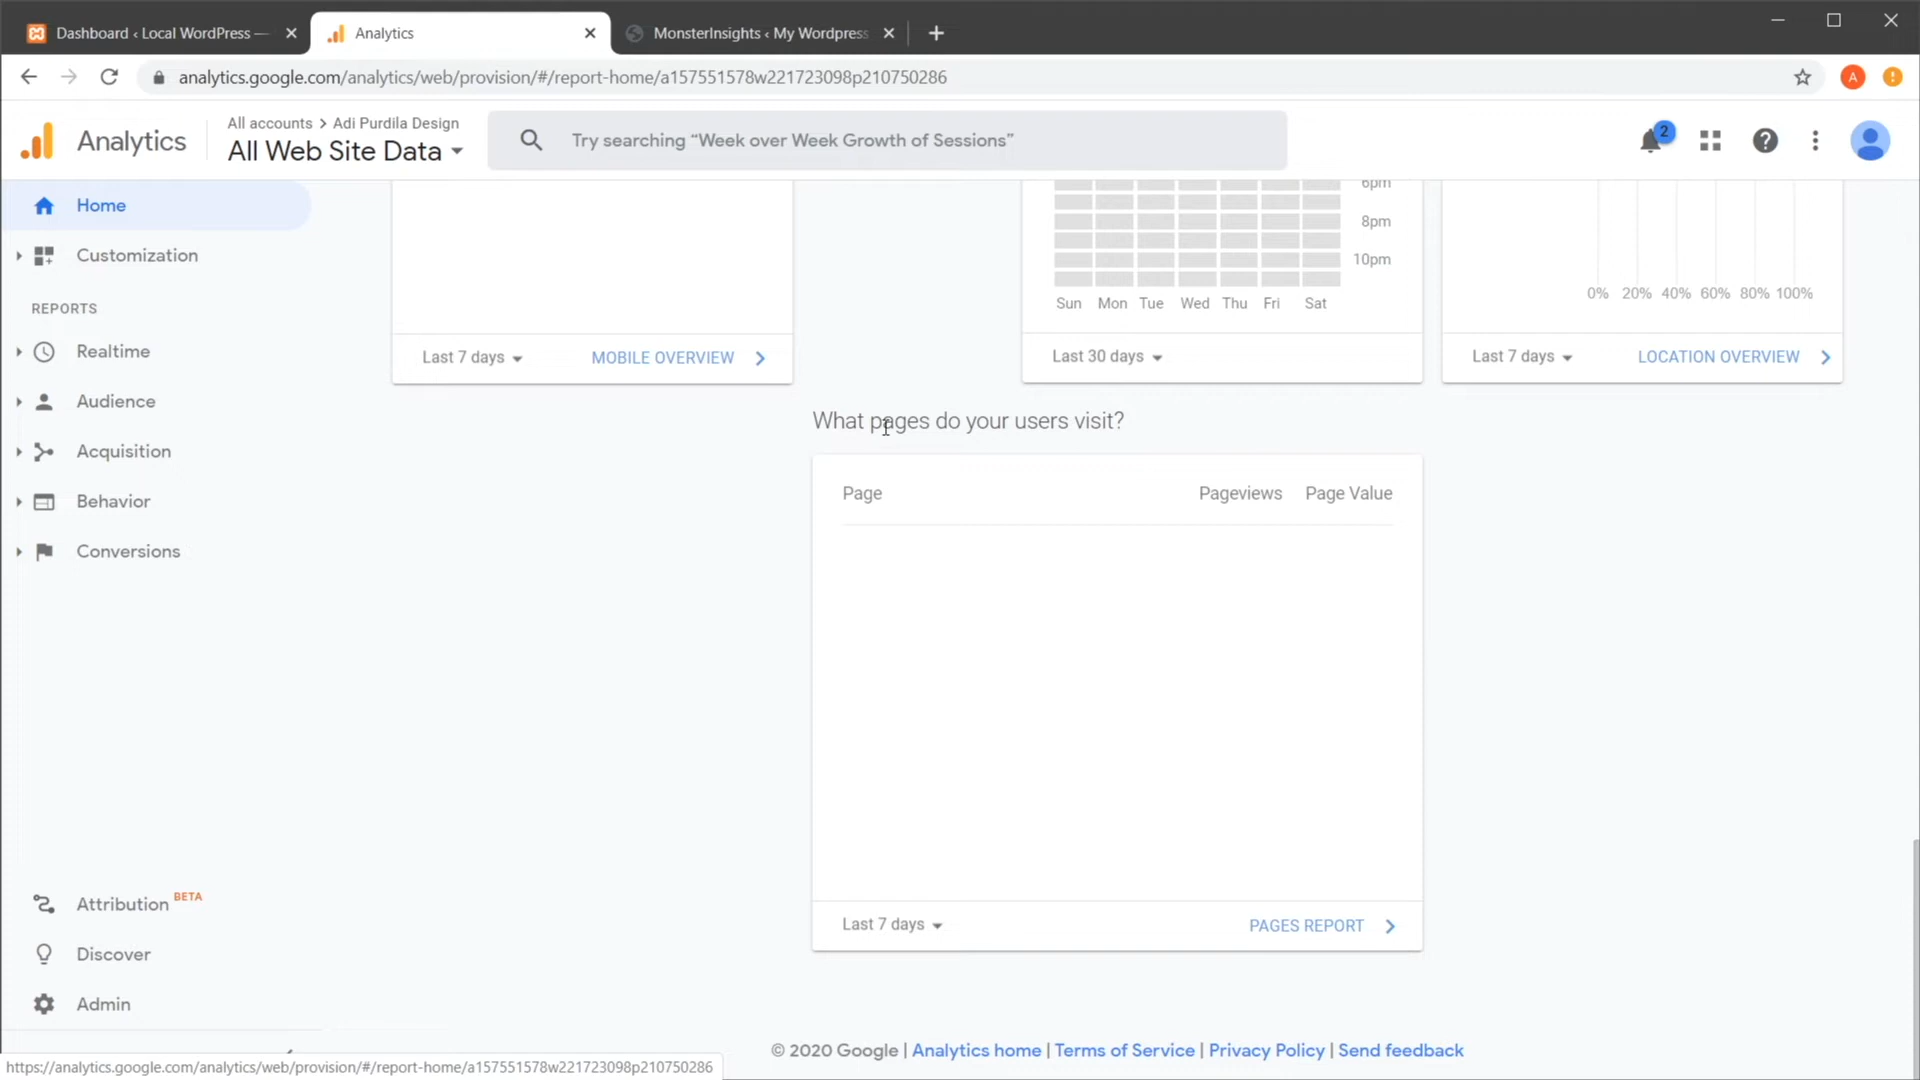 Dashboard ‹ Local WordPress —
Analytics
MonsterInsights ‹ My Wordpress
analytics.google.com/analytics/web/provision/#/report-home/a157551578w221723098p210750286
A
Analytics
All accounts > Adi Purdila Design
All Web Site Data
Try searching “Week over Week Growth of Sessions”
2
Home
Customization
REPORTS
Realtime
Audience
Acquisition
Behavior
Conversions
Attribution BETA
Discover
Admin
6pm
8pm
10pm
Sun Mon Tue Wed Thu Fri Sat
0% 20% 40% 60% 80% 100%
Last 7 days
MOBILE OVERVIEW
Last 30 days
Last 7 days
LOCATION OVERVIEW
What pages do your users visit?
Page Pageviews Page Value
Last 7 days
PAGES REPORT
© 2020 Google | Analytics home | Terms of Service | Privacy Policy | Send feedback
https://analytics.google.com/analytics/web/provision/#/report-home/a157551578w221723098p210750286